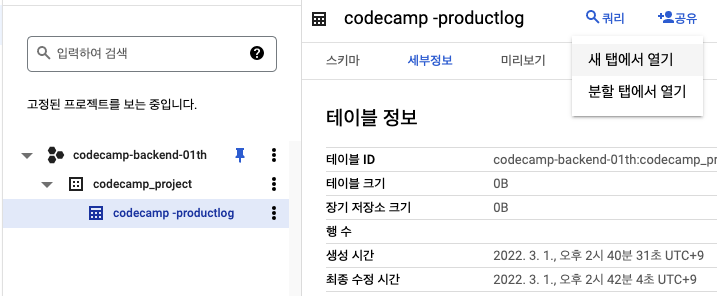 입력하여 검색
고정된 프로젝트를 보는 중입니다.
codecamp-backend-01th
codecamp_project
codecamp -productlog
codecamp -productlog
쿼리
공유
새 탭에서 열기
분할 탭에서 열기
스키마
세부정보
미리보기
테이블 정보
테이블 ID codecamp-backend-01th:codecamp_pr
테이블 크기 0B
장기 저장소 크기 0B
행 수
생성 시간 2022. 3. 1., 오후 2시 40분 31초 UTC+9
최종 수정 시간 2022. 3. 1., 오후 2시 42분 4초 UTC+9